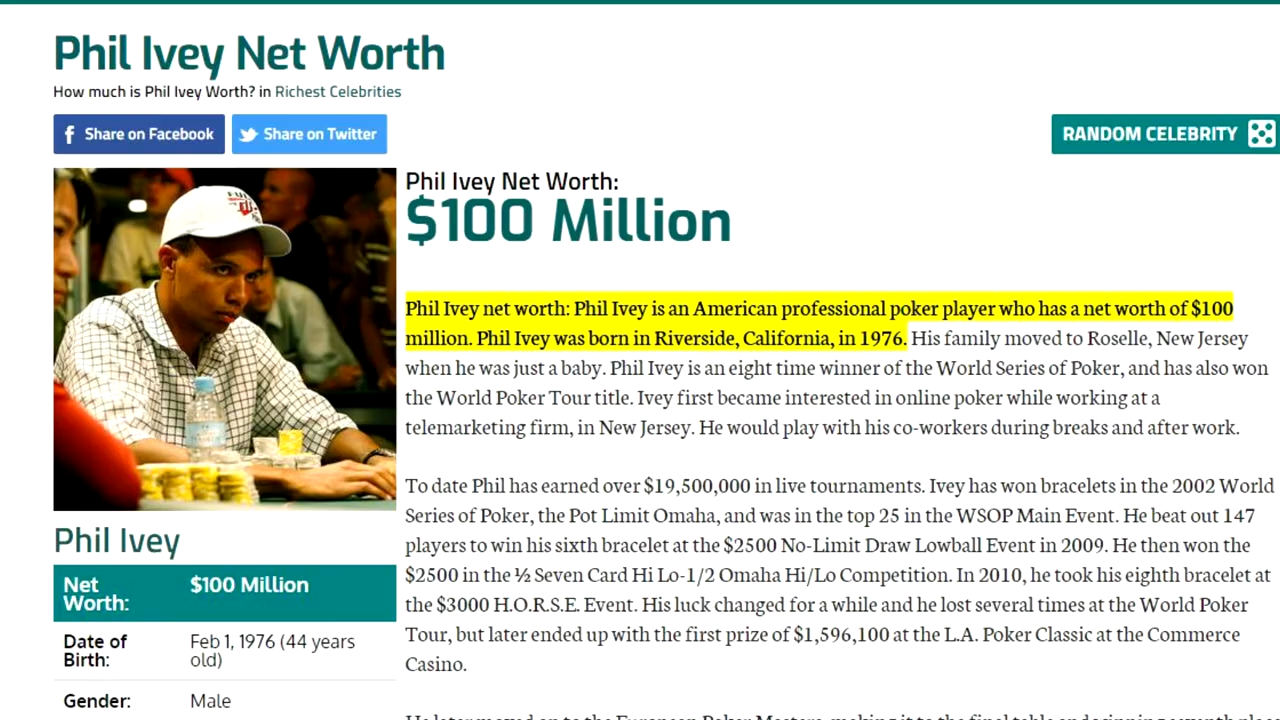 Phil Ivey Net Worth
How much is Phil Ivey Worth? in Richest Celebrities
Share on Facebook
Share on Twitter
RANDOM CELEBRITY
Phil Ivey Net Worth:
$100 Million
Phil Ivey net worth: Phil Ivey is an American professional poker player who has a net worth of $100
million. Phil Ivey was born in Riverside, California, in 1976. His family moved to Roselle, New Jersey
when he was just a baby. Phil Ivey is an eight time winner of the World Series of Poker, and has also won
the World Poker Tour title. Ivey first became interested in online poker while working at a
telemarketing firm, in New Jersey. He would play with his co-workers during breaks and after work.
To date Phil has earned over $19,500,000 in live tournaments. Ivey has won bracelets in the 2002 World
Series of Poker, the Pot Limit Omaha, and was in the top 25 in the WSOP Main Event. He beat out 147
players to win his sixth bracelet at the $2500 No-Limit Draw Lowball Event in 2009. He then won the
$2500 in the ½ Seven Card Hi Lo-1/2 Omaha Hi/Lo Competition. In 2010, he took his eighth bracelet at
the $3000 H.O.R.S.E. Event. His luck changed for a while and he lost several times at the World Poker
Tour, but later ended up with the first prize of $1,596,100 at the L.A. Poker Classic at the Commerce
Casino.
Phil Ivey
Net Worth: $100 Million
Date of Birth: Feb 1, 1976 (44 years old)
Gender: Male